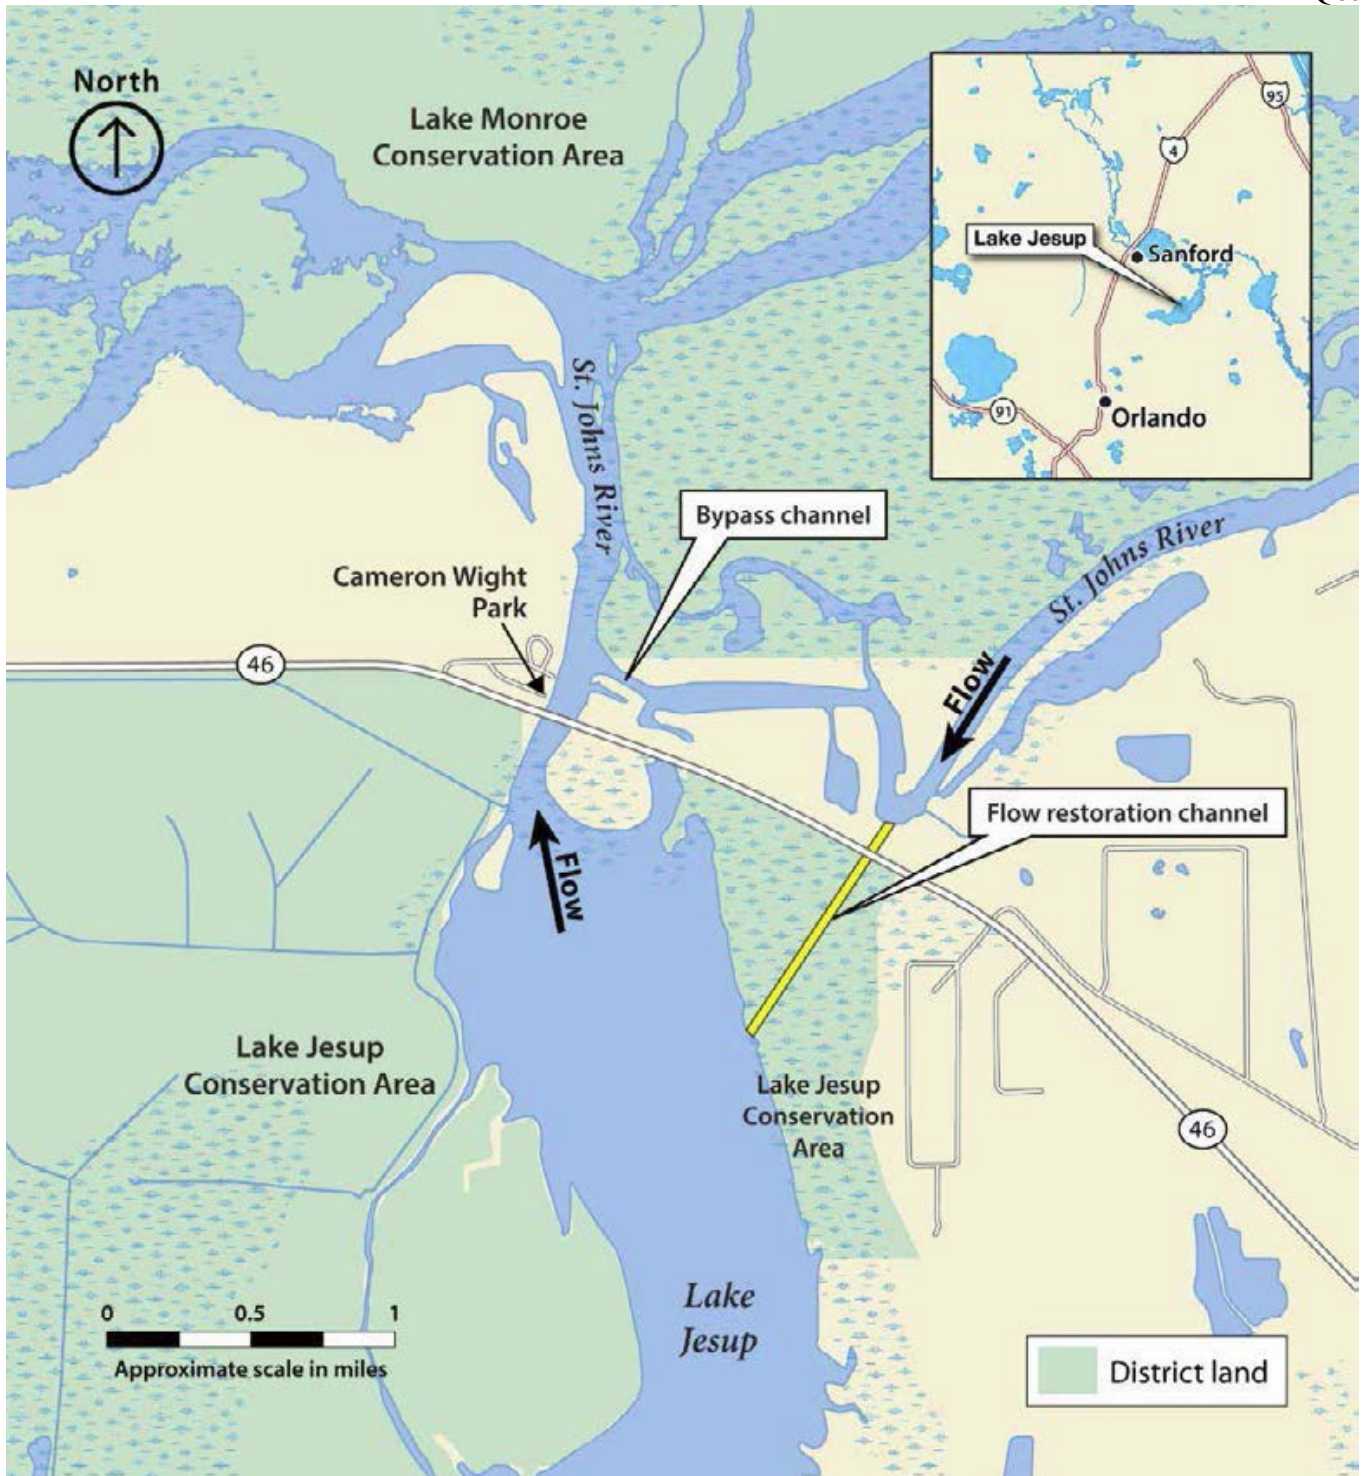 North
Lake Monroe
Conservation Area
95
4
Lake Jesup
Sanford
91
Orlando
St. Johns River
Bypass channel
St. Johns River
Cameron Wight
Park
46
Flow
Flow restoration channel
Flow
Lake Jesup
Conservation Area
Lake Jesup
Conservation
Area
46
Lake
Jesup
0 0.5 1
Approximate scale in miles
District land